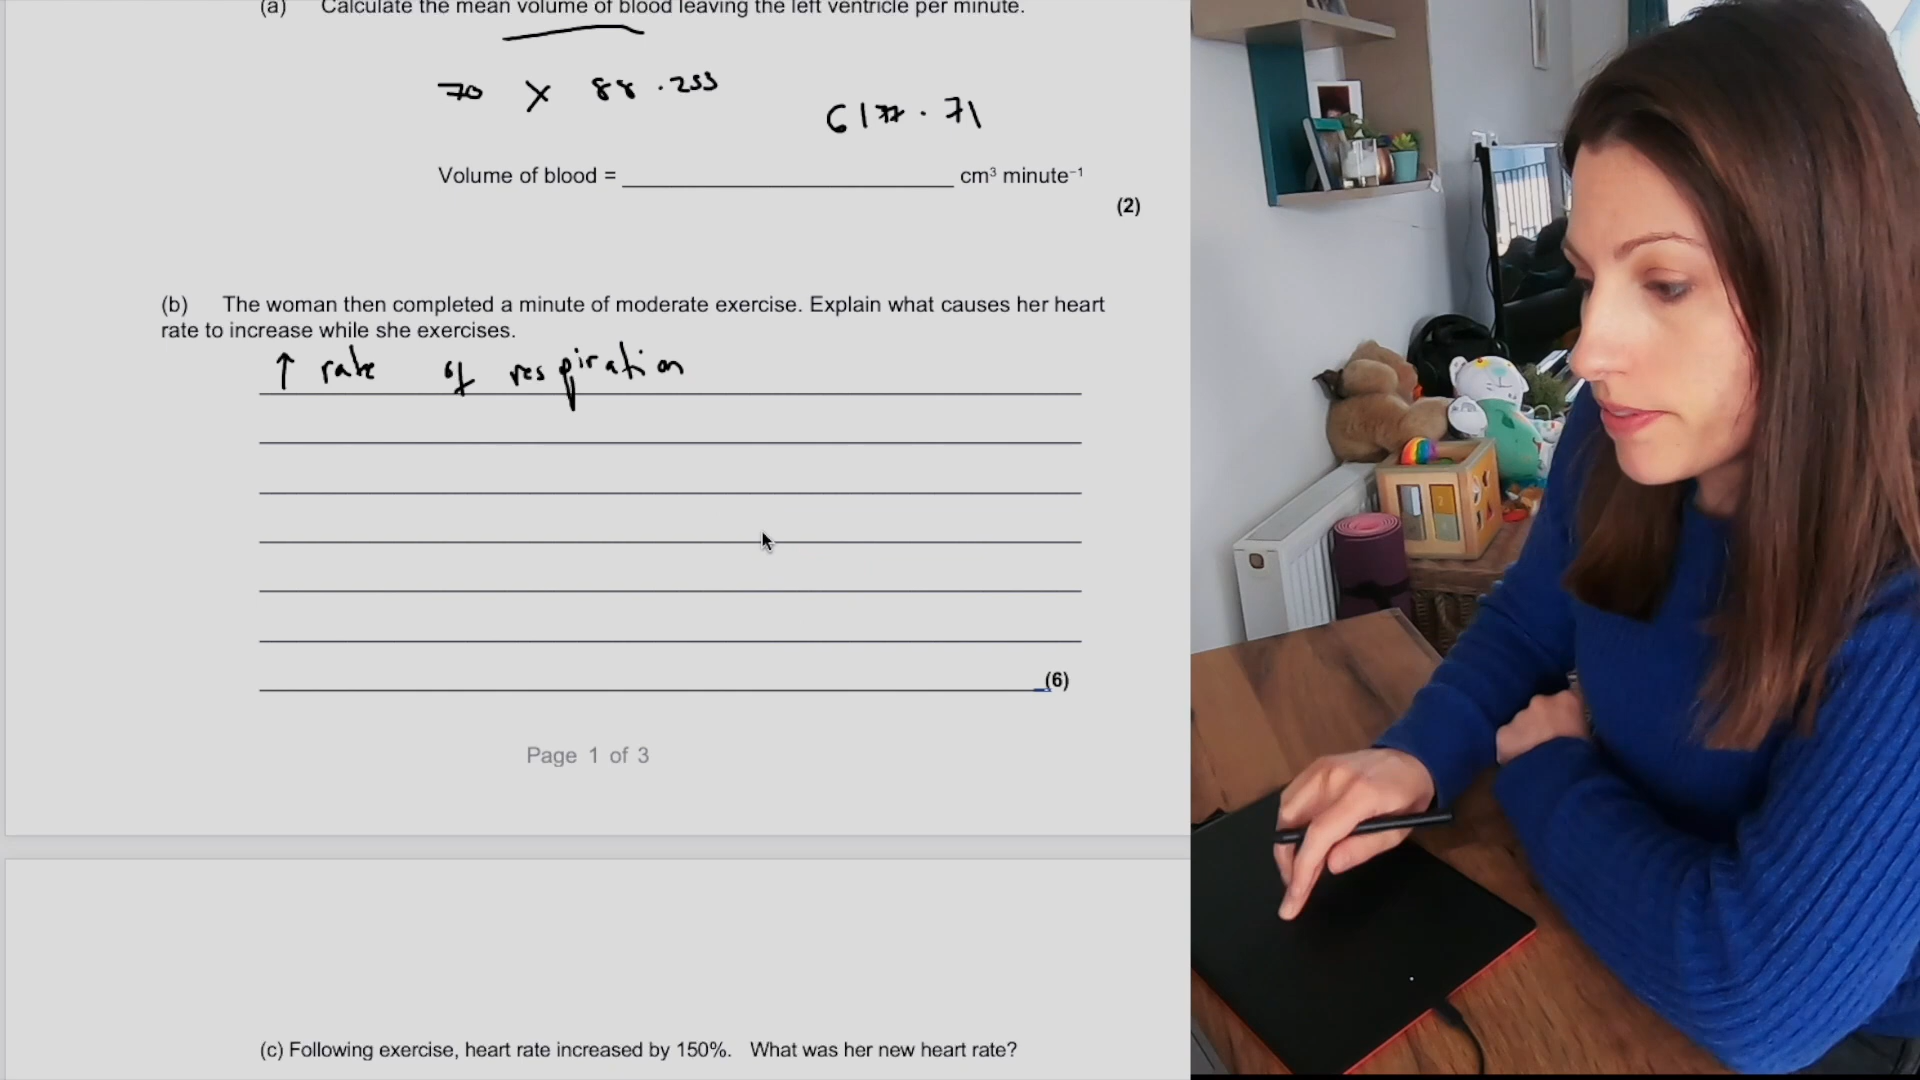 (a) Calculate the mean volume of blood leaving the left ventricle per minute.
70 × 88.253
6177.71
Volume of blood = ____________________ cm³ minute⁻¹
(2)
(b) The woman then completed a minute of moderate exercise. Explain what causes her heart
rate to increase while she exercises.
↑ rate of respiration
(6)
Page 1 of 3
(c) Following exercise, heart rate increased by 150%. What was her new heart rate?